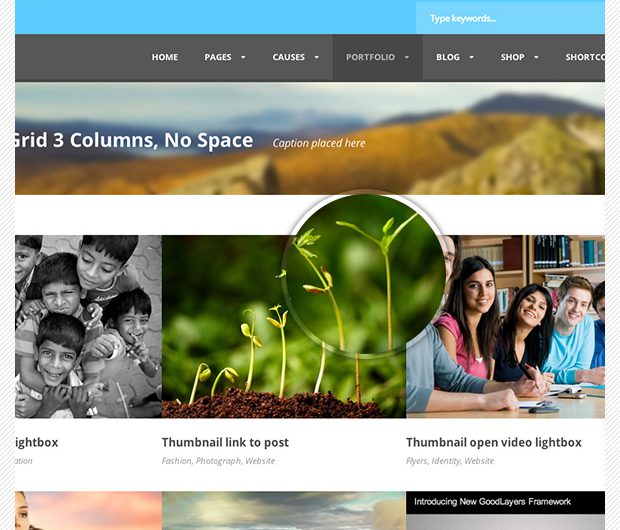 Type keywords...
HOME PAGES CAUSES PORTFOLIO BLOG SHOP SHORTCO
Grid 3 Columns, No Space Caption placed here
ightbox Thumbnail link to post Thumbnail open video lightbox
ation Fashion, Photograph, Website Flyers, Identity, Website
Introducing New GoodLayers Framework